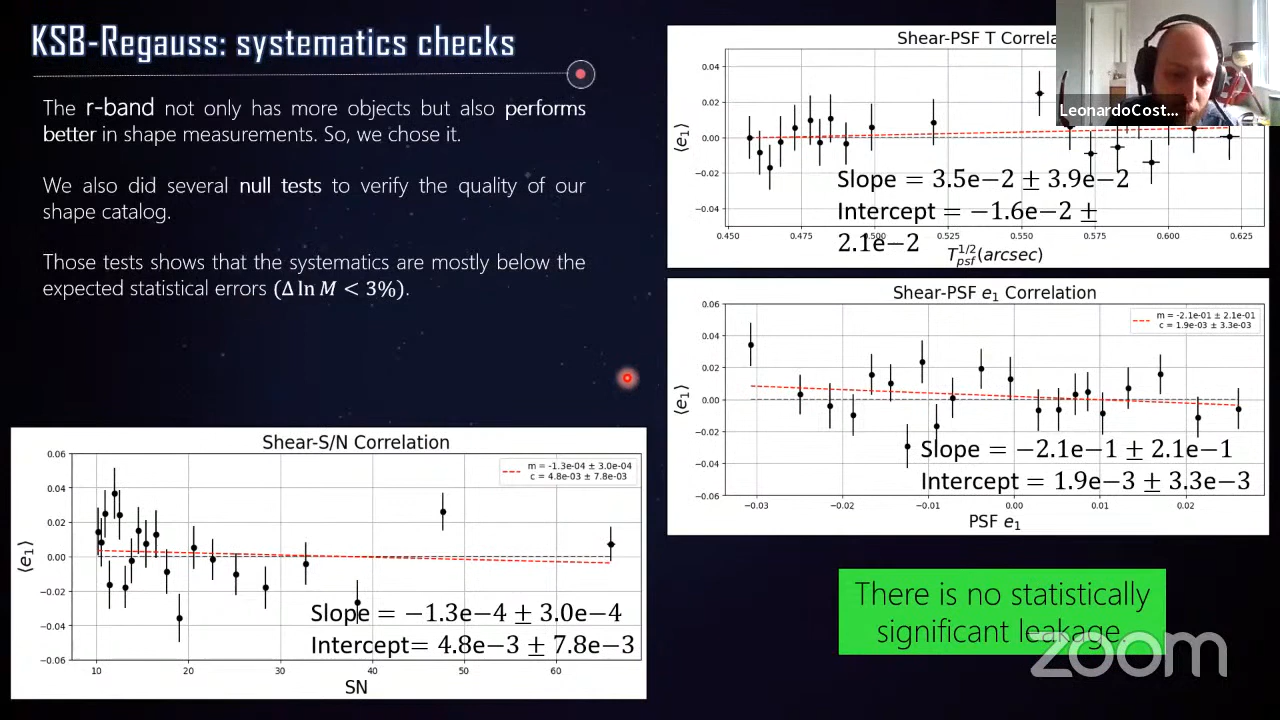 KSB-Regauss: systematics checks
The r-band not only has more objects but also performs
better in shape measurements. So, we chose it.
We also did several null tests to verify the quality of our
shape catalog.
Those tests shows that the systematics are mostly below the
expected statistical errors (Δ ln M < 3%).
Shear-PSF T Correla
0.04
0.02
0.00
−0.02
−0.04
⟨e₁⟩
Slope = 3.5e−2 ± 3.9e−2
Intercept = −1.6e−2 ±
2.1e−2
0.450 0.475 0.500 0.575 0.600 0.625
T_psf^1/2(arcsec)
LeonardoCost...
Shear-PSF e₁ Correlation
0.06
0.04
0.02
0.00
−0.02
−0.04
−0.06
⟨e₁⟩
m = -2.1e-01 ± 2.1e-01
c = 1.9e-03 ± 3.3e-03
Slope = −2.1e−1 ± 2.1e−1
Intercept = 1.9e−3 ± 3.3e−3
−0.03 −0.02 −0.01 0.00 0.01 0.02
PSF e₁
Shear-S/N Correlation
0.06
0.04
0.02
0.00
−0.02
−0.04
−0.06
⟨e₁⟩
m = -1.3e-04 ± 3.0e-04
c = 4.8e-03 ± 7.8e-03
Slope = −1.3e−4 ± 3.0e−4
Intercept= 4.8e−3 ± 7.8e−3
10 20 30 40 50 60
SN
There is no statistically
significant leakage.
zoom